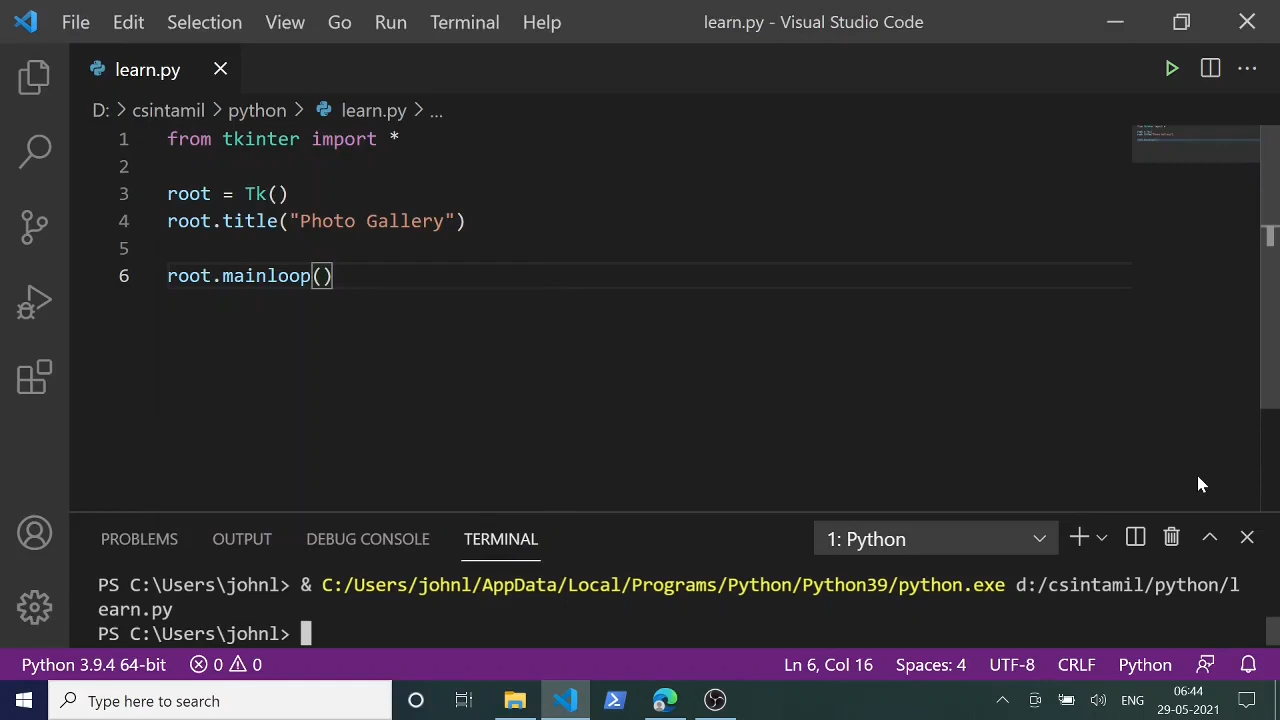 File Edit Selection View Go Run Terminal Help learn.py - Visual Studio Code
learn.py
D: > csintamil > python > learn.py > ...
1 from tkinter import *
2
3 root = Tk()
4 root.title("Photo Gallery")
5
6 root.mainloop()
PROBLEMS OUTPUT DEBUG CONSOLE TERMINAL 1: Python
PS C:\Users\johnl> & C:/Users/johnl/AppData/Local/Programs/Python/Python39/python.exe d:/csintamil/python/l
earn.py
PS C:\Users\johnl>
Python 3.9.4 64-bit 0 0 Ln 6, Col 16 Spaces: 4 UTF-8 CRLF Python
Type here to search ENG 06:44
29-05-2021